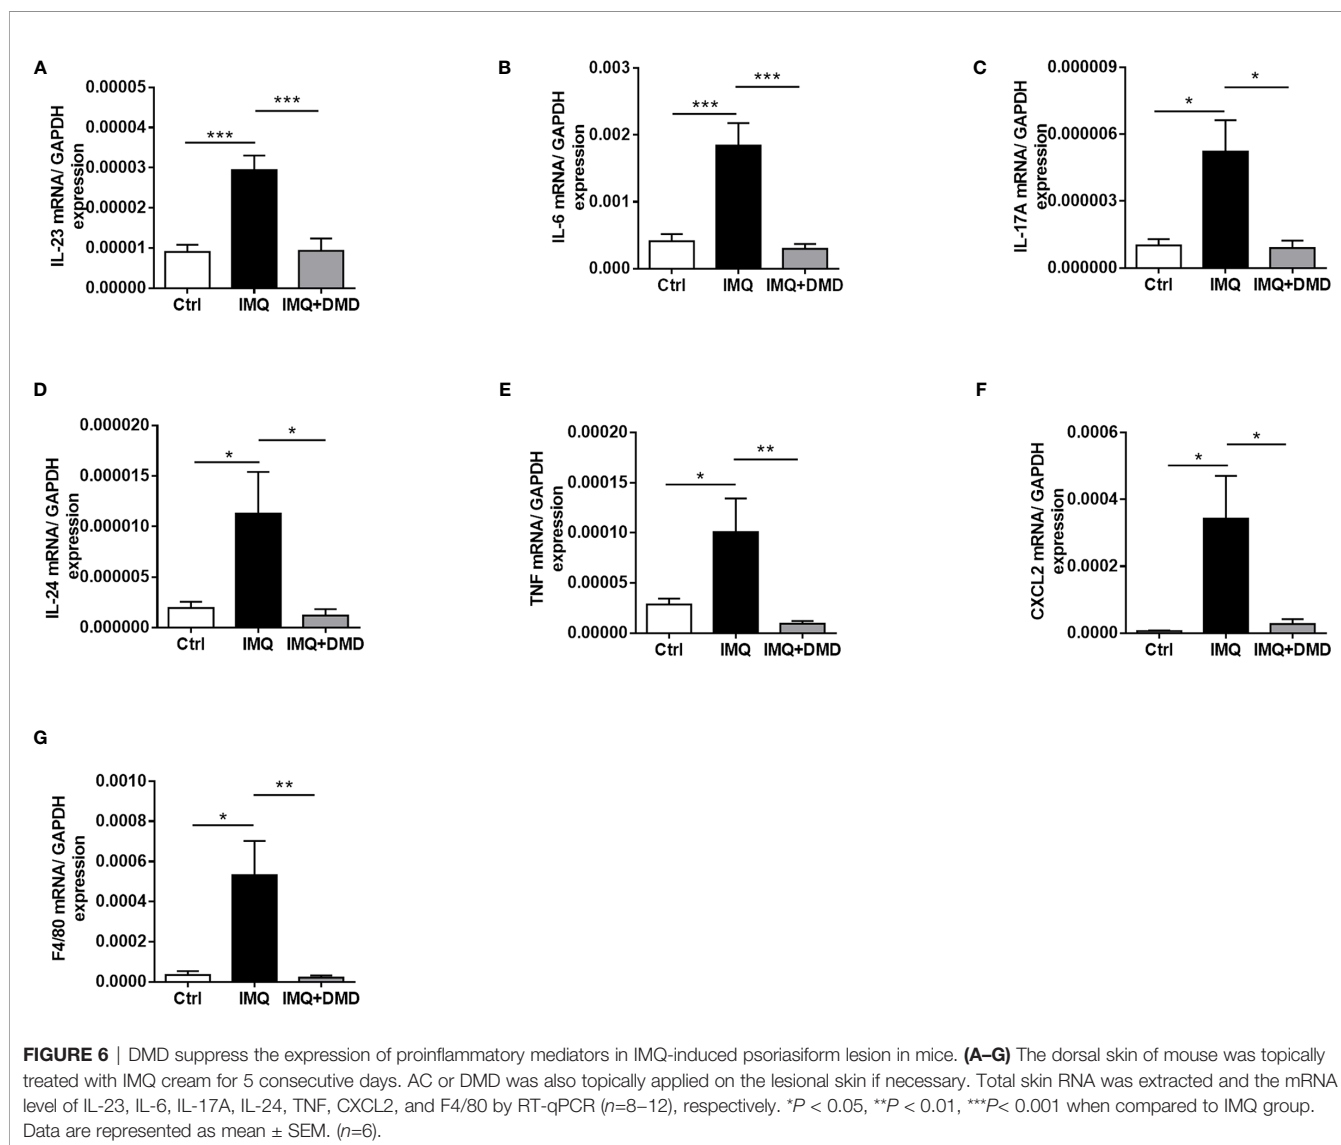 A
IL-23 mRNA/ GAPDH
expression
0.00005
0.00004
0.00003
0.00002
0.00001
0.00000
***
***
Ctrl IMQ IMQ+DMD
B
IL-6 mRNA/ GAPDH
expression
0.003
0.002
0.001
0.000
***
***
Ctrl IMQ IMQ+DMD
C
IL-17A mRNA/ GAPDH
expression
0.000009
0.000006
0.000003
0.000000
*
*
Ctrl IMQ IMQ+DMD
D
IL-24 mRNA/ GAPDH
expression
0.000020
0.000015
0.000010
0.000005
0.000000
*
*
Ctrl IMQ IMQ+DMD
E
TNF mRNA/ GAPDH
expression
0.00020
0.00015
0.00010
0.00005
0.00000
*
**
Ctrl IMQ IMQ+DMD
F
CXCL2 mRNA/ GAPDH
expression
0.0006
0.0004
0.0002
0.0000
*
*
Ctrl IMQ IMQ+DMD
G
F4/80 mRNA/ GAPDH
expression
0.0010
0.0008
0.0006
0.0004
0.0002
0.0000
*
**
Ctrl IMQ IMQ+DMD
FIGURE 6 | DMD suppress the expression of proinflammatory mediators in IMQ-induced psoriasiform lesion in mice. (A–G) The dorsal skin of mouse was topically
treated with IMQ cream for 5 consecutive days. AC or DMD was also topically applied on the lesional skin if necessary. Total skin RNA was extracted and the mRNA
level of IL-23, IL-6, IL-17A, IL-24, TNF, CXCL2, and F4/80 by RT-qPCR (n=8–12), respectively. *P < 0.05, **P < 0.01, ***P< 0.001 when compared to IMQ group.
Data are represented as mean ± SEM. (n=6).